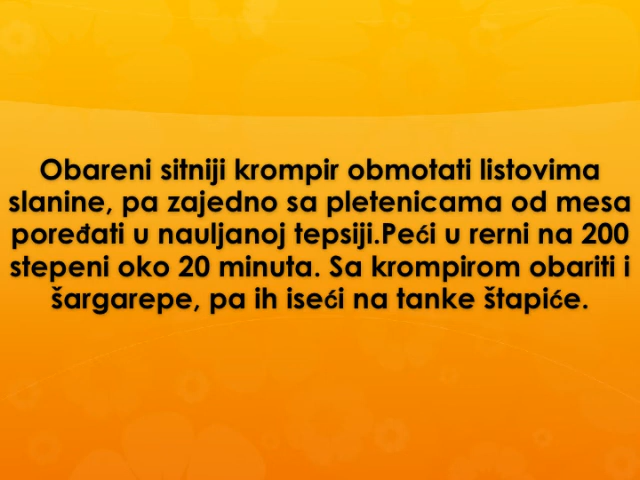 Obareni sitniji krompir obmotati listovima
slanine, pa zajedno sa pletenicama od mesa
poređati u nauljanoj tepsiji.Peći u rerni na 200
stepeni oko 20 minuta. Sa krompirom obariti i
šargarepe, pa ih iseći na tanke štapiće.